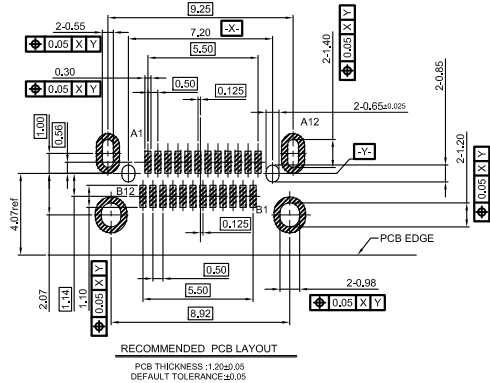 9.25
2-0.55
7.20
-X-
⌖ 0.05 X Y
5.50
⌖ 0.05 X Y
2-1.40
2-0.85
0.30
⌖ 0.05 X Y
0.50
0.125
2-0.65±0.025
1.00
0.56
A1
A12
-Y-
2-1.20
⌖ 0.05 X Y
B12
B1
4.07ref
0.125
PCB EDGE
2.07
1.14
1.10
0.50
⌖ 0.05 X Y
5.50
2-0.98
8.92
⌖ 0.05 X Y
RECOMMENDED PCB LAYOUT
PCB THICKNESS :1.20±0.05
DEFAULT TOLERANCE:±0.05